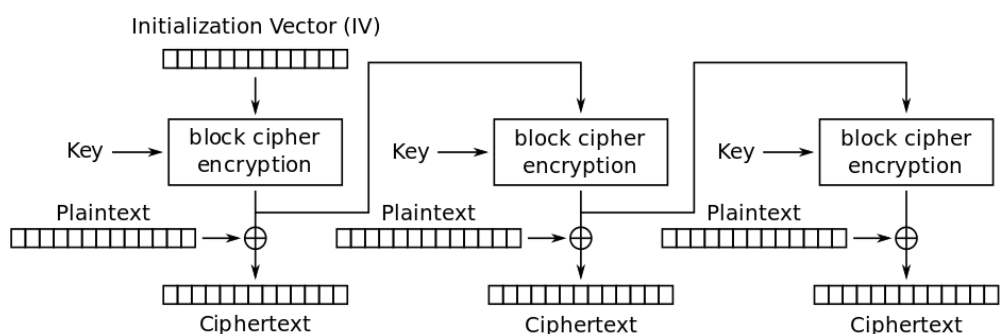 Initialization Vector (IV)
Key
block cipher
encryption
Key
block cipher
encryption
Key
block cipher
encryption
Plaintext
Plaintext
Plaintext
Ciphertext
Ciphertext
Ciphertext